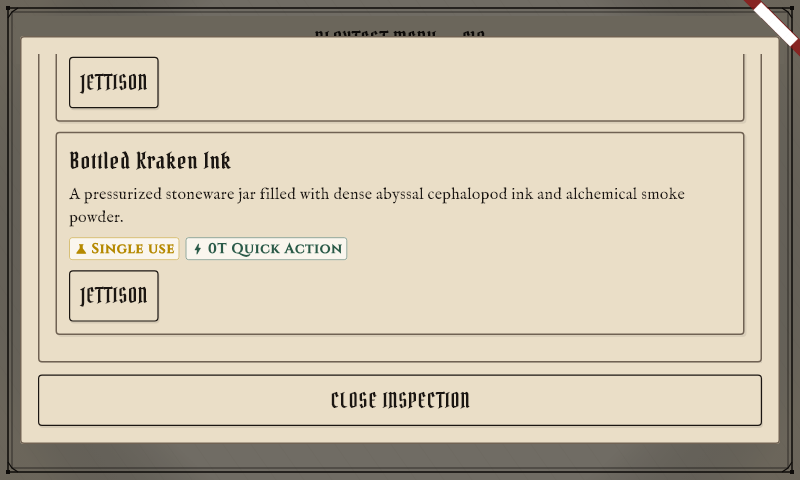 JETTISON
Bottled Kraken Ink
A pressurized stoneware jar filled with dense abyssal cephalopod ink and alchemical smoke
powder.
Single use
0T Quick Action
JETTISON
CLOSE INSPECTION